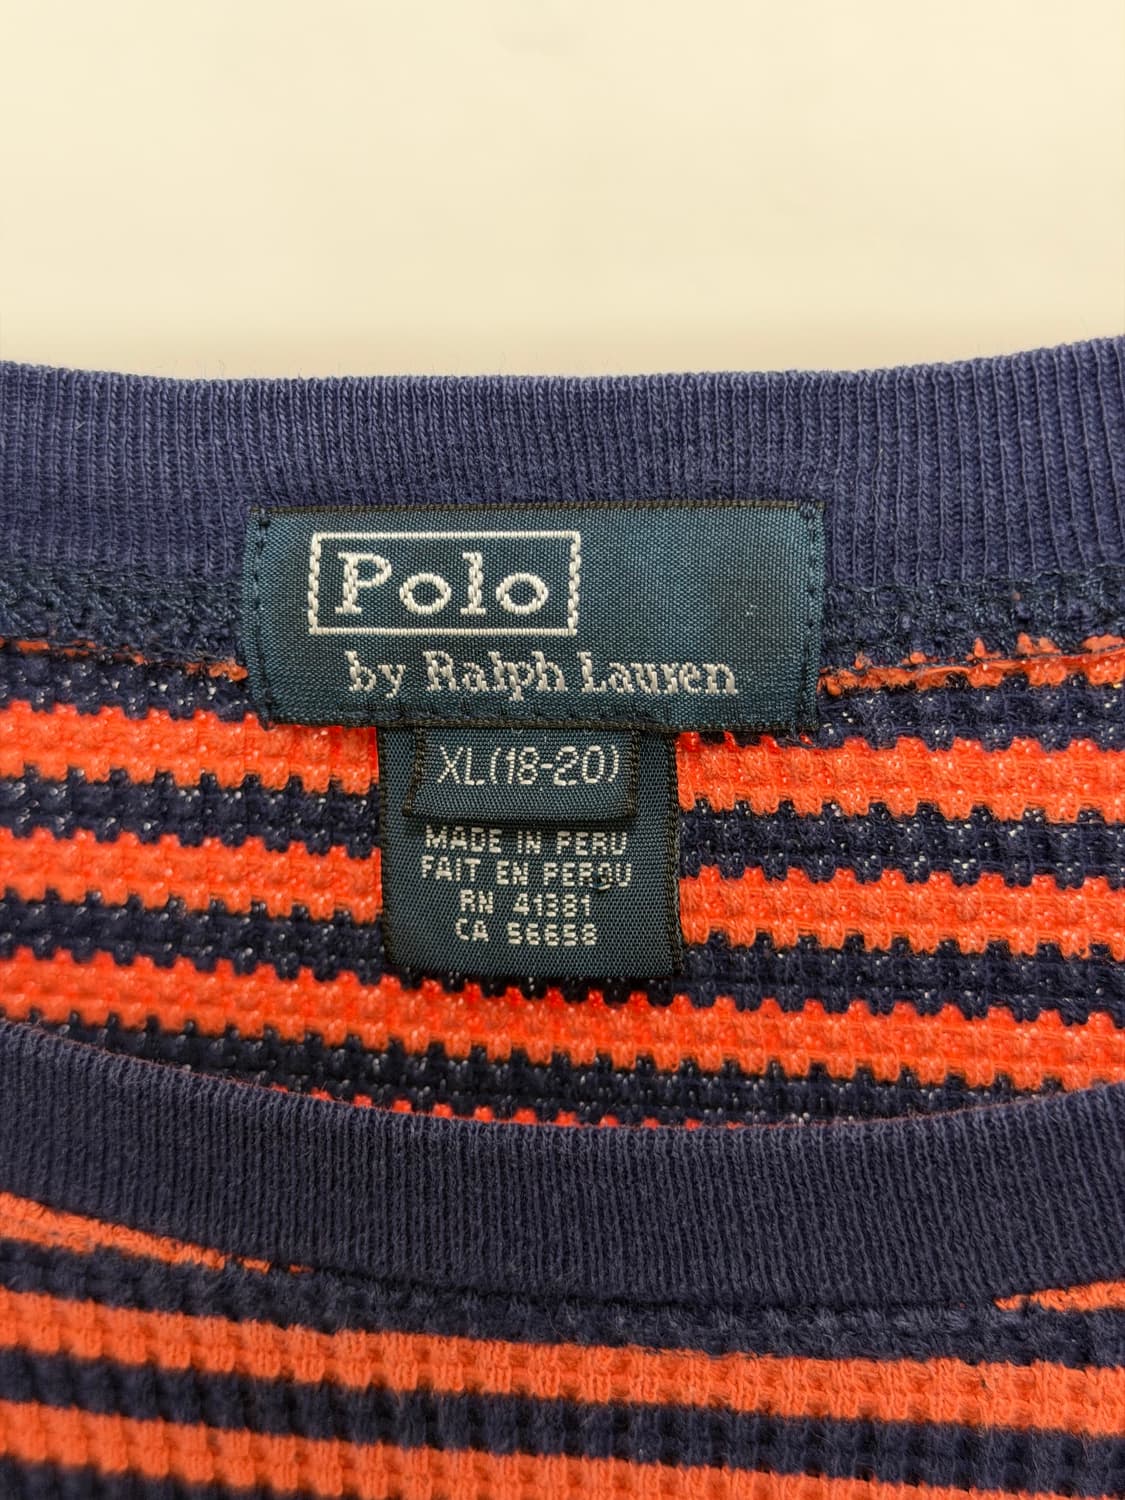 Polo
by Ralph Lauren
XL(18-20)
MADE IN PERU
FAIT EN PEROU
RN 41381
CA 56658